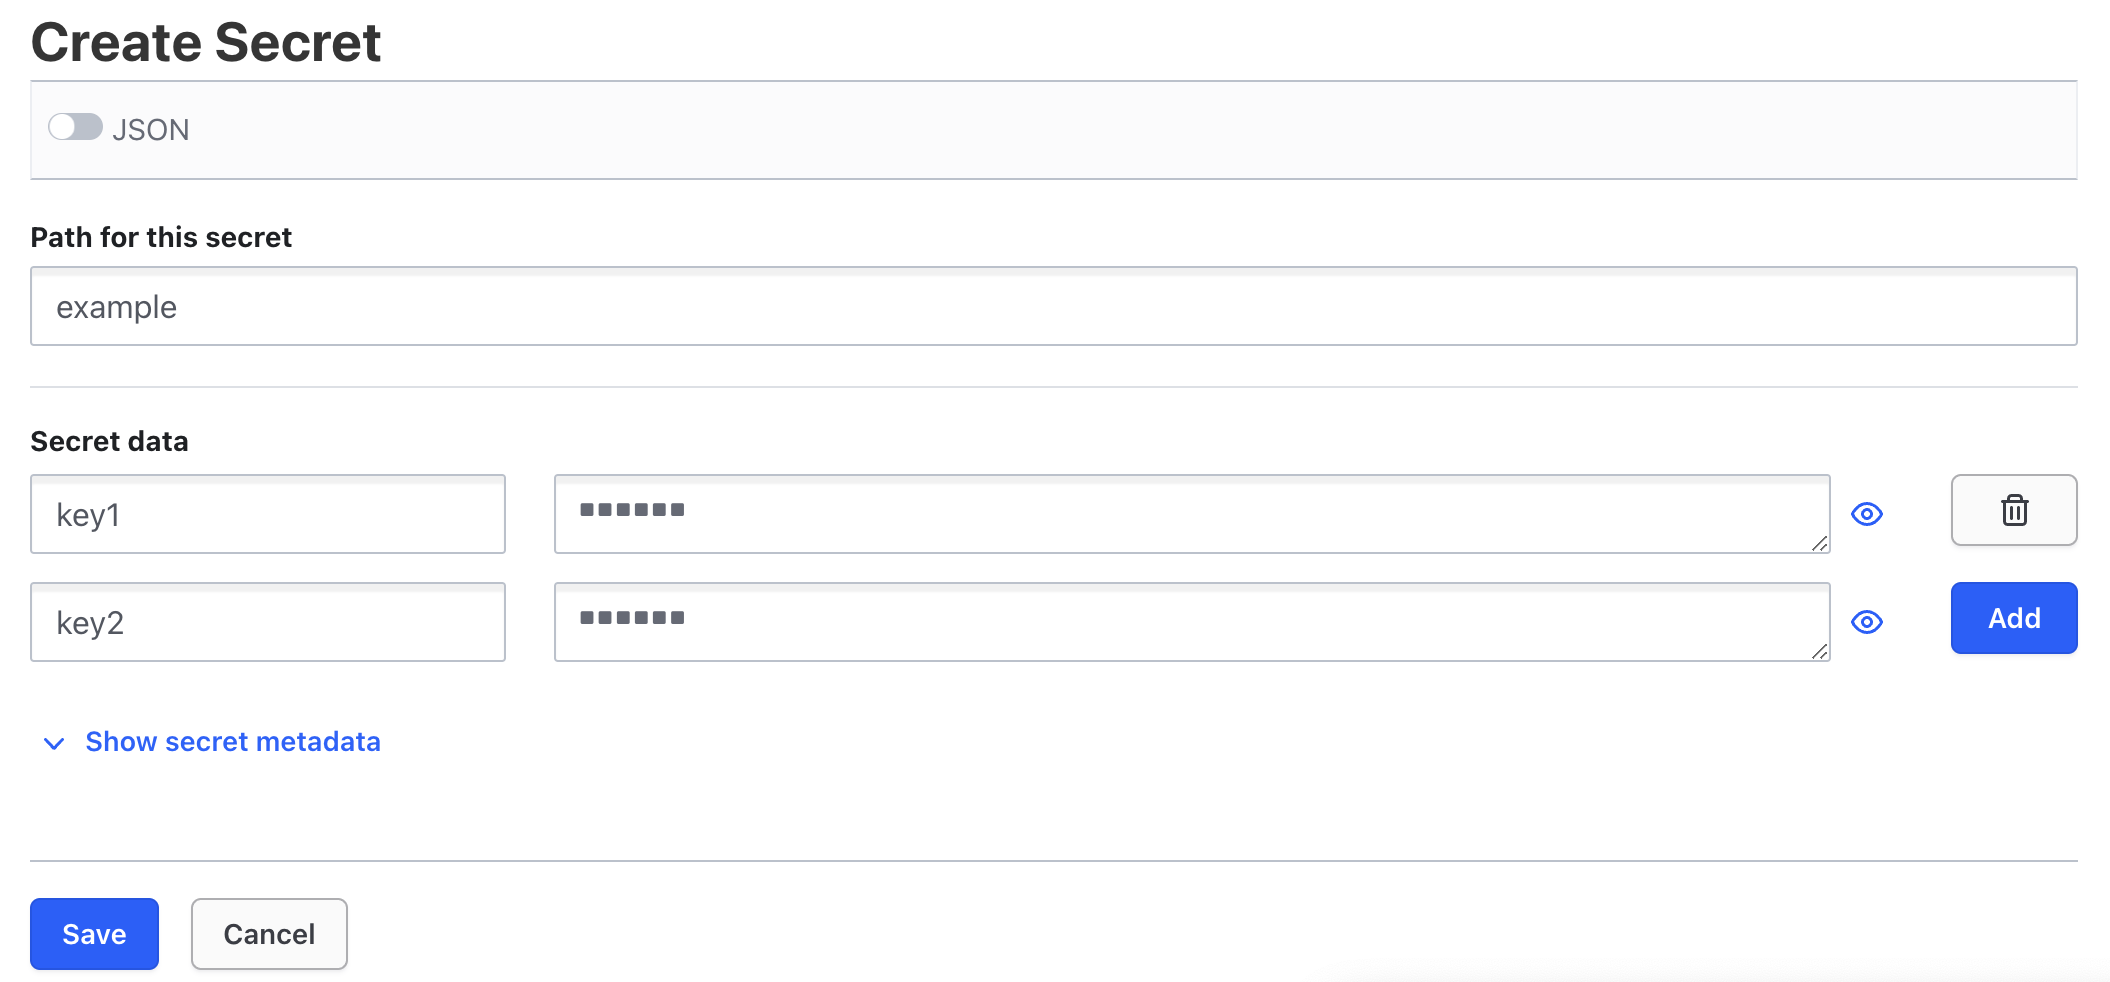 Create Secret
JSON
Path for this secret
example
Secret data
key1
key2
Add
Show secret metadata
Save Cancel